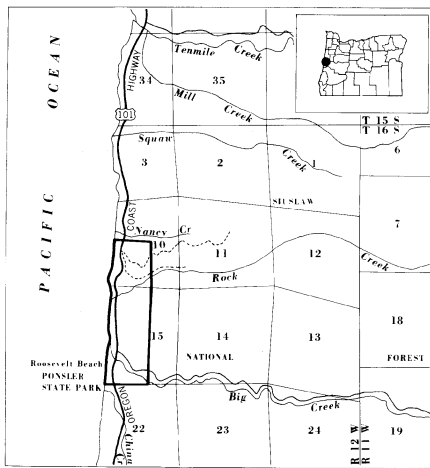 PACIFIC OCEAN
OREGON COAST HIGHWAY
101
Tenmile
Creek
34
35
Mill
Creek
T 15 S
T 16 S
Squaw
Creek
3
2
1
6
SIUSLAW
Nancy Cr
10
11
12
7
Rock
Creek
15
14
13
18
NATIONAL
FOREST
Roosevelt Beach
PONSLER
STATE PARK
Big
Creek
22
23
24
19
R 12 W
R 11 W
China
Cr